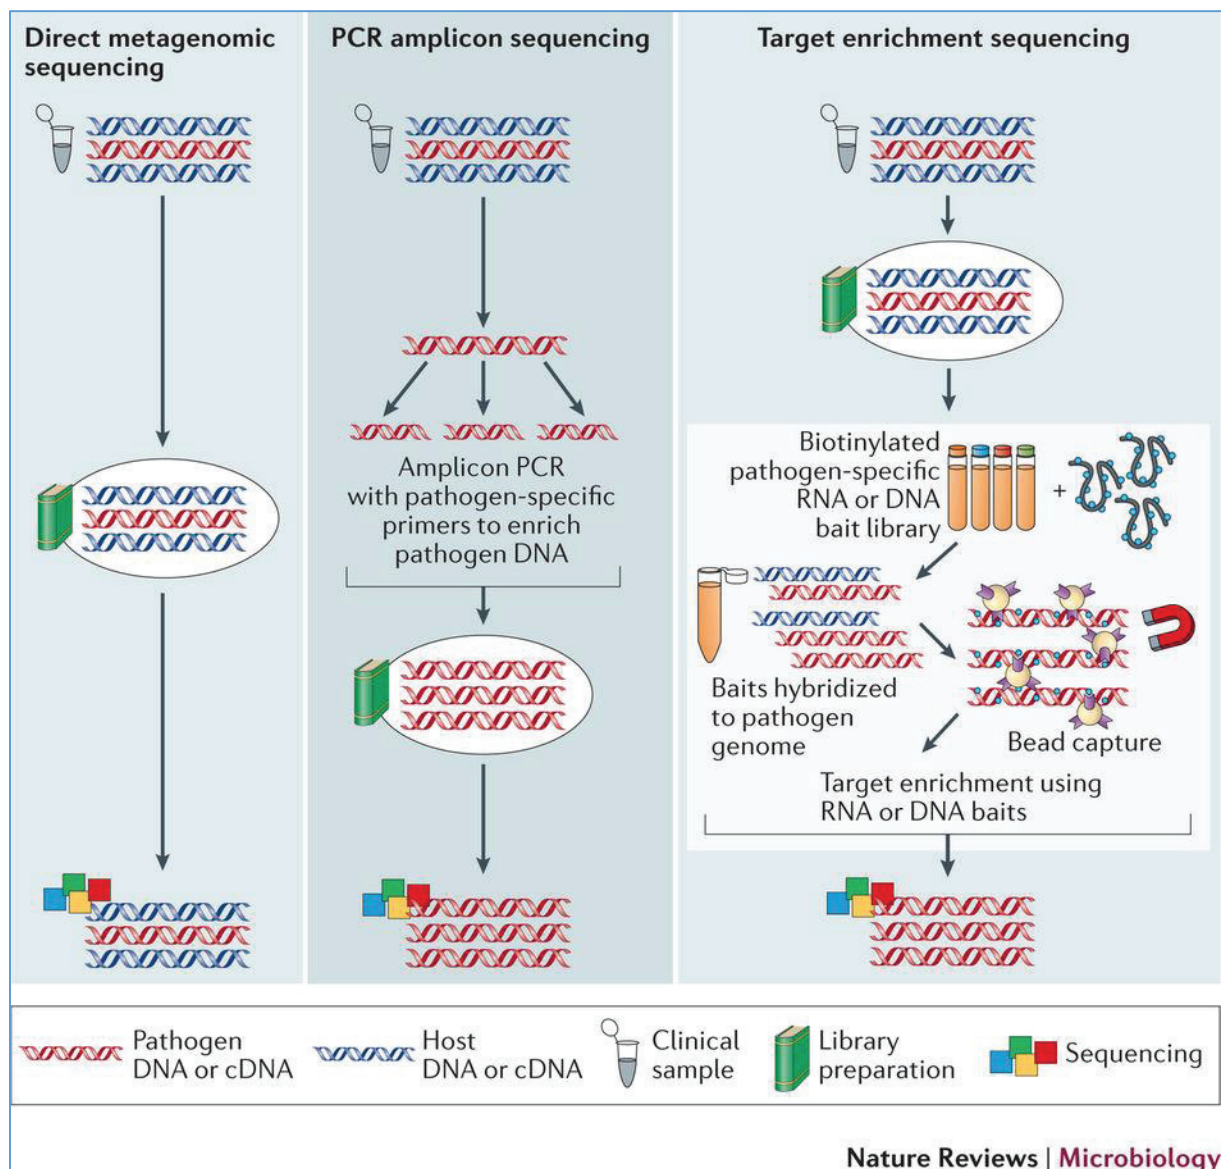 Direct metagenomic
sequencing
PCR amplicon sequencing
Target enrichment sequencing
Amplicon PCR
with pathogen-specific
primers to enrich
pathogen DNA
Biotinylated
pathogen-specific
RNA or DNA
bait library
+
Baits hybridized
to pathogen
genome
Bead capture
Target enrichment using
RNA or DNA baits
Pathogen
DNA or cDNA
Host
DNA or cDNA
Clinical
sample
Library
preparation
Sequencing
Nature Reviews | Microbiology